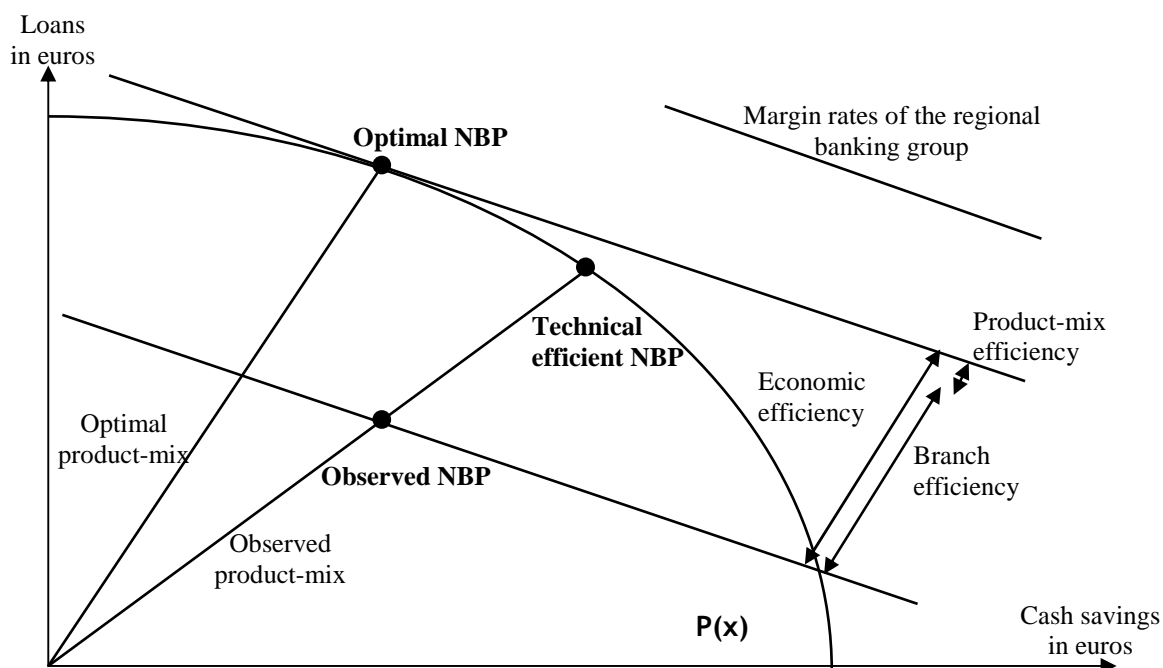 Loans
in euros
Margin rates of the regional
banking group
Optimal NBP
Product-mix
efficiency
Technical
efficient NBP
Economic
efficiency
Optimal
product-mix
Branch
efficiency
Observed NBP
Observed
product-mix
P(x)
Cash savings
in euros